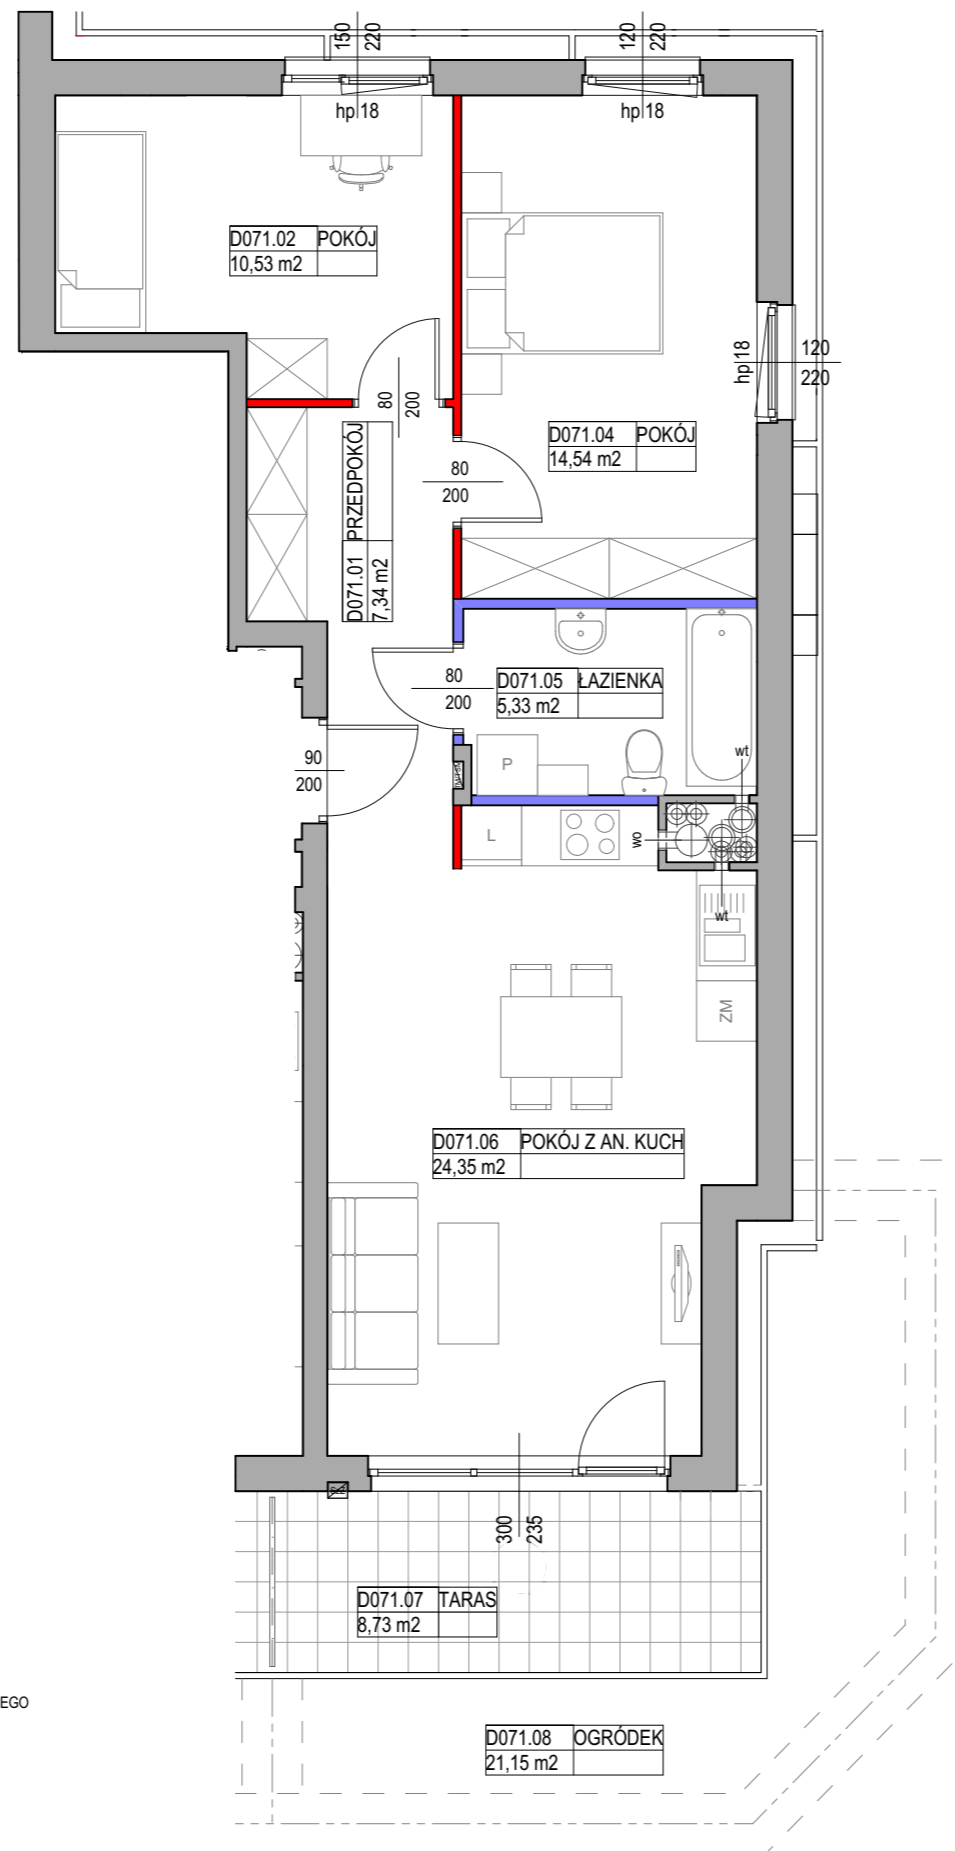 150
220
120
220
hp 18
hp 18
D071.02 POKÓJ
10,53 m2
hp 18
120
220
80
200
D071.04 POKÓJ
14,54 m2
80
200
D071.01 PRZEDPOKÓJ
7,34 m2
80
200
D071.05 ŁAZIENKA
5,33 m2
90
200
P
wt
L
wo
wt
ZM
D071.06 POKÓJ Z AN. KUCH
24,35 m2
300
235
D071.07 TARAS
8,73 m2
EGO
D071.08 OGRÓDEK
21,15 m2